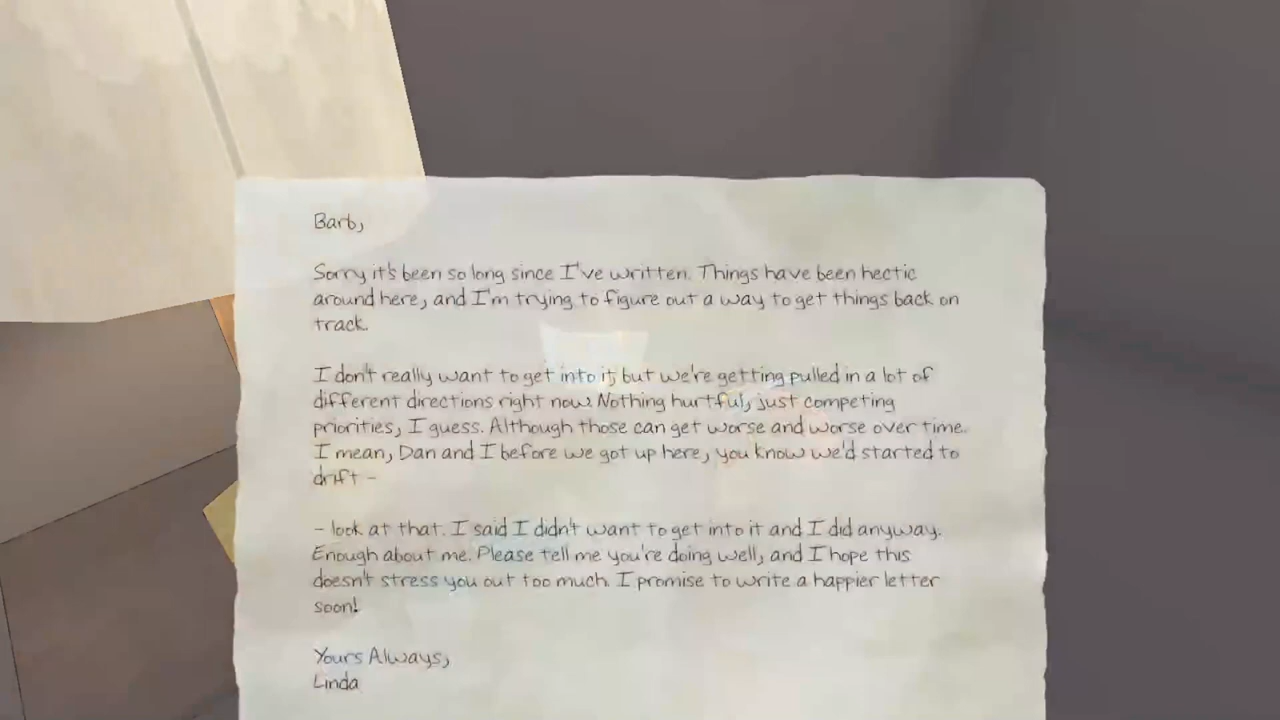 Barb,
Sorry it's been so long since I've written. Things have been hectic
around here, and I'm trying to figure out a way to get things back on
track.
I don't really want to get into it, but we're getting pulled in a lot of
different directions right now. Nothing hurtful, just competing
priorities, I guess. Although those can get worse and worse over time.
I mean, Dan and I before we got up here, you know we'd started to
drift -
- look at that. I said I didn't want to get into it and I did anyway.
Enough about me. Please tell me you're doing well, and I hope this
doesn't stress you out too much. I promise to write a happier letter
soon!
Yours Always,
Linda